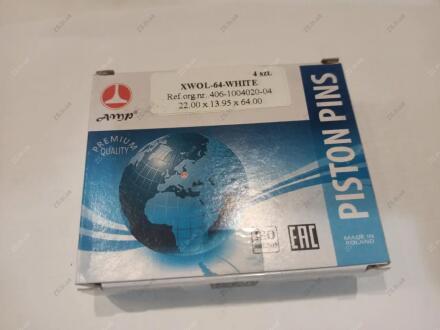 4 szt.
XWOL-64-WHITE
Ref.org.nr. 406-1004020-04
22.00 x 13.95 x 64.00
Amp®
PREMIUM
QUALITY
PISTON PINS
EAC
MADE IN
POLAND